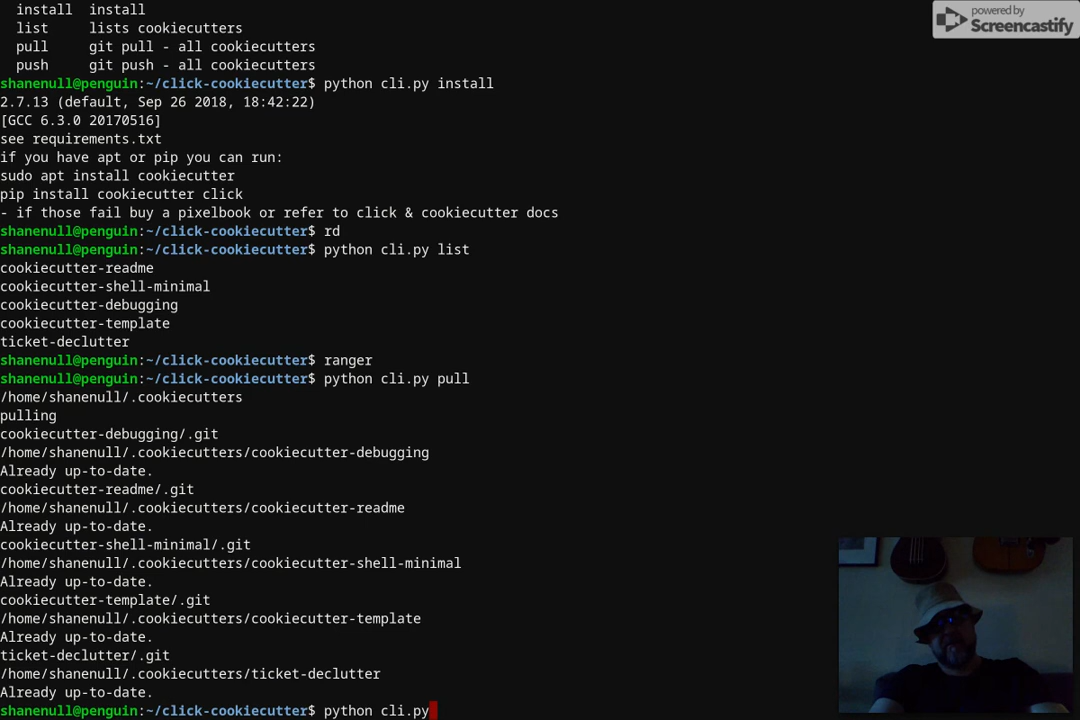 powered by
Screencastify
  install  install
  list     lists cookiecutters
  pull     git pull - all cookiecutters
  push     git push - all cookiecutters
shanenull@penguin:~/click-cookiecutter$ python cli.py install
2.7.13 (default, Sep 26 2018, 18:42:22)
[GCC 6.3.0 20170516]
see requirements.txt
if you have apt or pip you can run:
sudo apt install cookiecutter
pip install cookiecutter click
- if those fail buy a pixelbook or refer to click & cookiecutter docs
shanenull@penguin:~/click-cookiecutter$ rd
shanenull@penguin:~/click-cookiecutter$ python cli.py list
cookiecutter-readme
cookiecutter-shell-minimal
cookiecutter-debugging
cookiecutter-template
ticket-declutter
shanenull@penguin:~/click-cookiecutter$ ranger
shanenull@penguin:~/click-cookiecutter$ python cli.py pull
/home/shanenull/.cookiecutters
pulling
cookiecutter-debugging/.git
/home/shanenull/.cookiecutters/cookiecutter-debugging
Already up-to-date.
cookiecutter-readme/.git
/home/shanenull/.cookiecutters/cookiecutter-readme
Already up-to-date.
cookiecutter-shell-minimal/.git
/home/shanenull/.cookiecutters/cookiecutter-shell-minimal
Already up-to-date.
cookiecutter-template/.git
/home/shanenull/.cookiecutters/cookiecutter-template
Already up-to-date.
ticket-declutter/.git
/home/shanenull/.cookiecutters/ticket-declutter
Already up-to-date.
shanenull@penguin:~/click-cookiecutter$ python cli.py